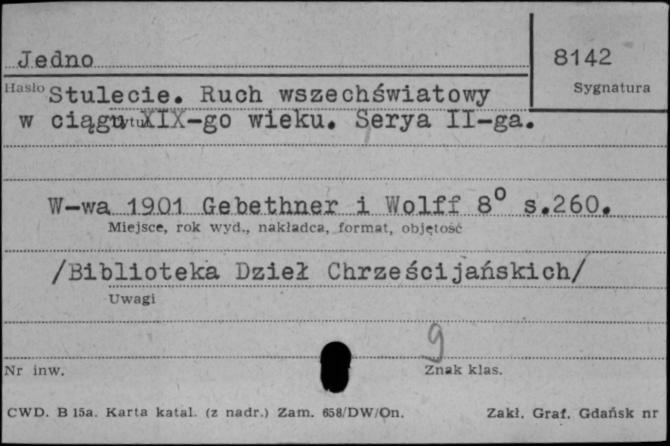 Jedno 8142
Hasło Sygnatura
Stulecie. Ruch wszechświatowy
w ciągu XIX-go wieku. Serya II-ga.
Tytuł
W-wa 1901 Gebethner i Wolff 8° s.260.
Miejsce, rok wyd., nakładca, format, objętość
/Biblioteka Dzieł Chrześcijańskich/
Uwagi
9
Nr inw. Znak klas.
CWD. B 15a. Karta katal. (z nadr.) Zam. 658/DW/On. Zakł. Graf. Gdańsk nr